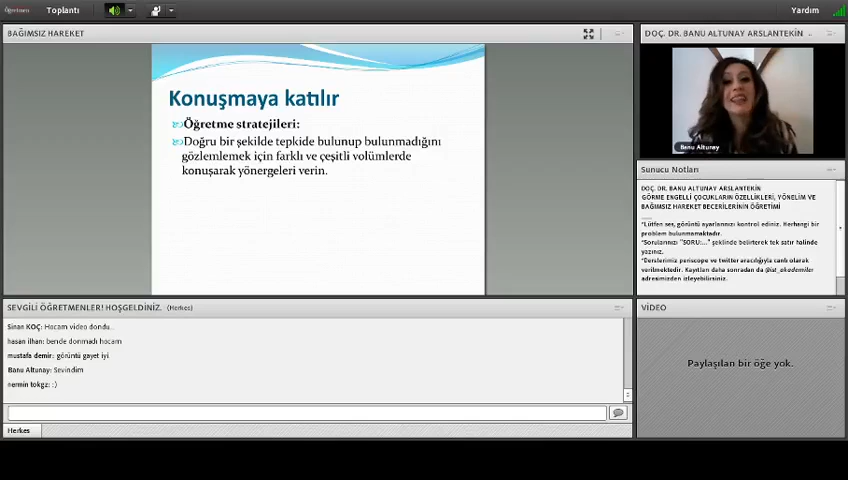 öğretmen Toplantı Yardım
BAĞIMSIZ HAREKET
Konuşmaya katılır
Öğretme stratejileri:
Doğru bir şekilde tepkide bulunup bulunmadığını
gözlemlemek için farklı ve çeşitli volümlerde
konuşarak yönergeleri verin.
DOÇ. DR. BANU ALTUNAY ARSLANTEKİN ..
Banu Altunay
Sunucu Notları
DOÇ. DR. BANU ALTUNAY ARSLANTEKİN
GÖRME ENGELLİ ÇOCUKLARIN ÖZELLİKLERİ, YÖNELİM VE
BAĞIMSIZ HAREKET BECERİLERİNİN ÖĞRETİMİ
*Lütfen ses, görüntü ayarlarınızı kontrol ediniz. Herhangi bir
problem bulunmamaktadır.
*Sorularınızı "SORU:..." şeklinde belirterek tek satır halinde
yazınız.
*Derslerimiz periscope ve twitter aracılığıyla canlı olarak
verilmektedir. Kayıtları daha sonradan da @ist_akademiler
adresimizden izleyebilirsiniz.
SEVGİLİ ÖĞRETMENLER! HOŞGELDİNİZ. (Herkes)
Sinan KOÇ: Hocam video dondu..
hasan ilhan: bende donmadı hocam
mustafa demir: görüntü gayet iyi.
Banu Altunay: Sevindim
nermin tokgz: :)
Herkes
VİDEO
Paylaşılan bir öğe yok.